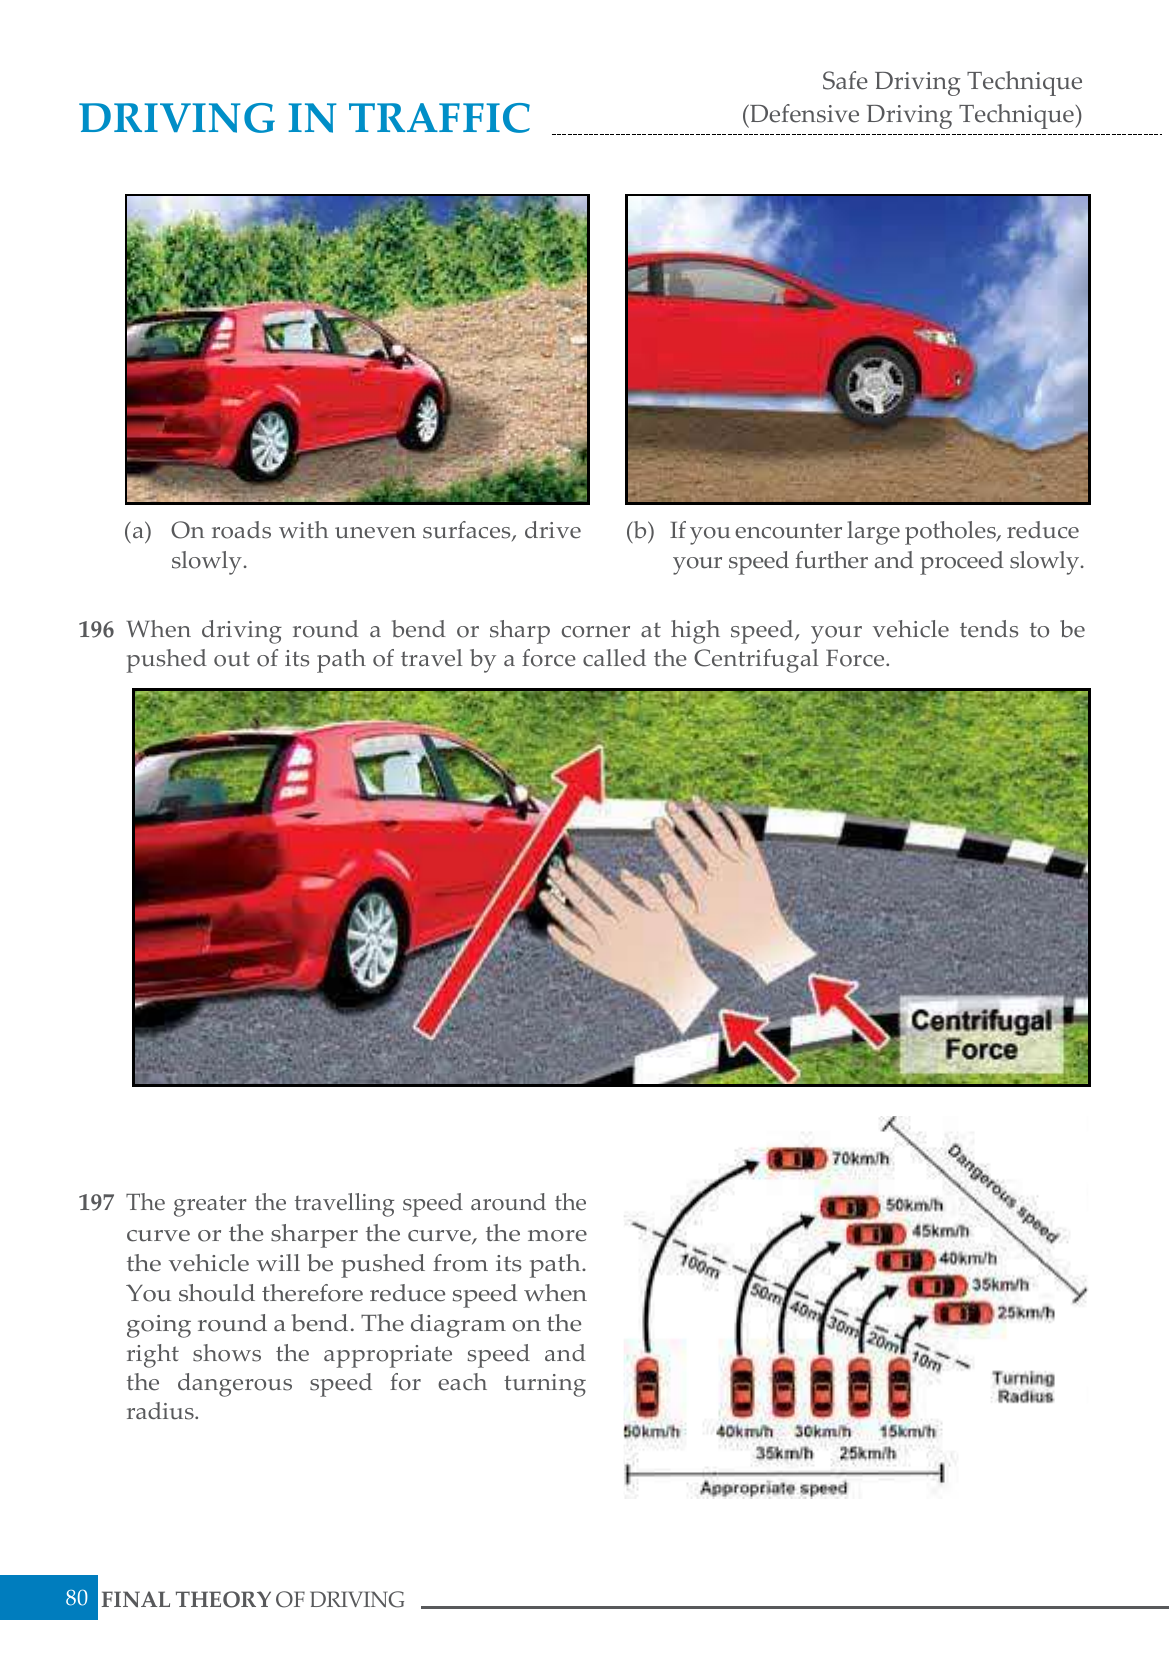 Safe Driving Technique
DRIVING IN TRAFFIC
(Defensive Driving Technique)
(a) On roads with uneven surfaces, drive
slowly.
(b) If you encounter large potholes, reduce
your speed further and proceed slowly.
196 When driving round a bend or sharp corner at high speed, your vehicle tends to be
pushed out of its path of travel by a force called the Centrifugal Force.
Centrifugal
Force
197 The greater the travelling speed around the
curve or the sharper the curve, the more
the vehicle will be pushed from its path.
You should therefore reduce speed when
going round a bend. The diagram on the
right shows the appropriate speed and
the dangerous speed for each turning
radius.
70km/h
Dangerous speed
50km/h
45km/h
40km/h
35km/h
25km/h
100m
50m
40m
30m
20m
10m
Turning
Radius
50km/h
40km/h
30km/h
15km/h
35km/h
25km/h
Appropriate speed
80 FINAL THEORY OF DRIVING